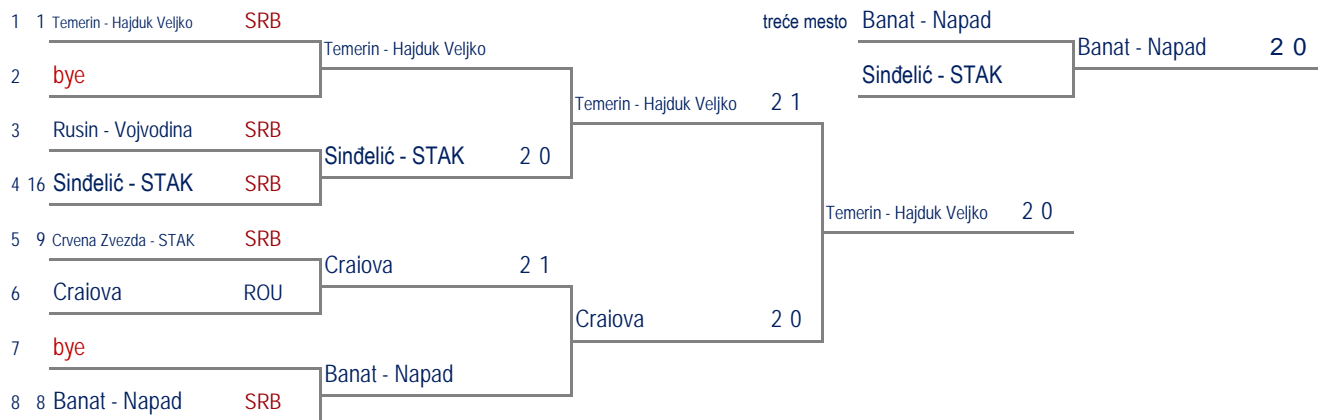 1 1 Temerin - Hajduk Veljko SRB
treće mesto Banat - Napad
Temerin - Hajduk Veljko
Banat - Napad 2 0
2 bye
Sinđelić - STAK
Temerin - Hajduk Veljko 2 1
3 Rusin - Vojvodina SRB
Sinđelić - STAK 2 0
4 16 Sinđelić - STAK SRB
Temerin - Hajduk Veljko 2 0
5 9 Crvena Zvezda - STAK SRB
Craiova 2 1
6 Craiova ROU
Craiova 2 0
7 bye
Banat - Napad
8 8 Banat - Napad SRB